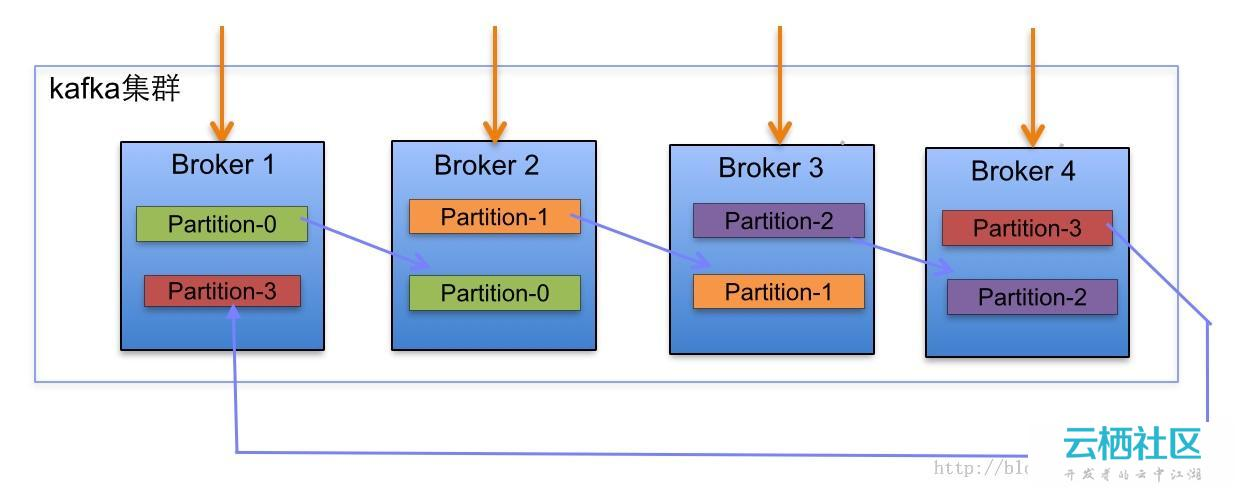 kafka集群
Broker 1
Partition-0
Partition-3
Broker 2
Partition-1
Partition-0
Broker 3
Partition-2
Partition-1
Broker 4
Partition-3
Partition-2
云栖社区
开发者的云中江湖
http://blo